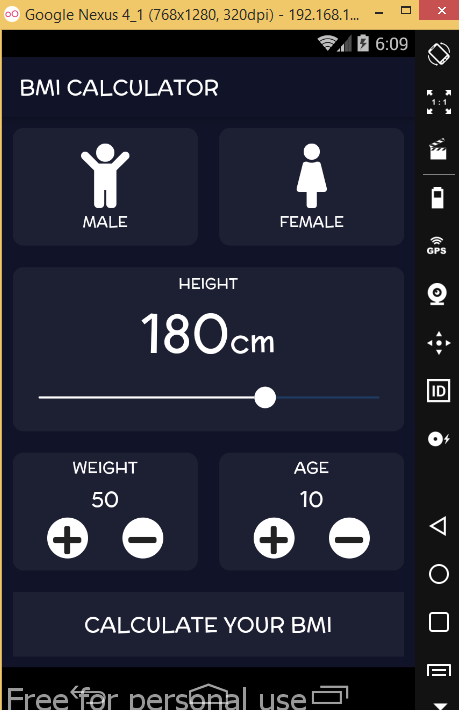 Google Nexus 4_1 (768x1280, 320dpi) - 192.168.1...
6:09
BMI CALCULATOR
1 : 1
MALE FEMALE
GPS
HEIGHT
180cm
ID
WEIGHT AGE
50 10
CALCULATE YOUR BMI
Free for personal use